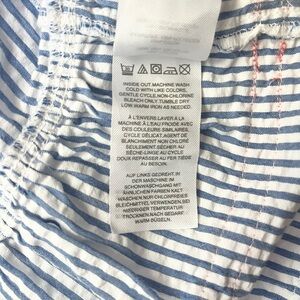 INSIDE OUT MACHINE WASH
COLD WITH LIKE COLORS,
GENTLE CYCLE,NON-CHLORINE
BLEACH ONLY,TUMBLE DRY
LOW,WARM IRON AS NEEDED.
À L'ENVERS LAVER À LA
MACHINE À L'EAU FROIDE AVEC
DES COULEURS SIMILAIRES,
CYCLE DÉLICAT,AGENT DE
BLANCHIMENT NON CHLORÉ
SEULEMENT,SÉCHER AU
SÈCHE-LINGE AU CYCLE
DOUX,REPASSER AU FER TIÈDE
AU BESOIN.
AUF LINKS GEDREHT, IN
DER MASCHINE IM
SCHONWASCHGANG MIT
ÄHNLICHEN FARBEN KALT
WASCHEN,NUR CHLORFREIES
BLEICHMITTEL VERWENDEN,BEI
NIEDRIGER TEMPERATUR IM
TROCKNER,NACH BEDARF
WARM BÜGELN.